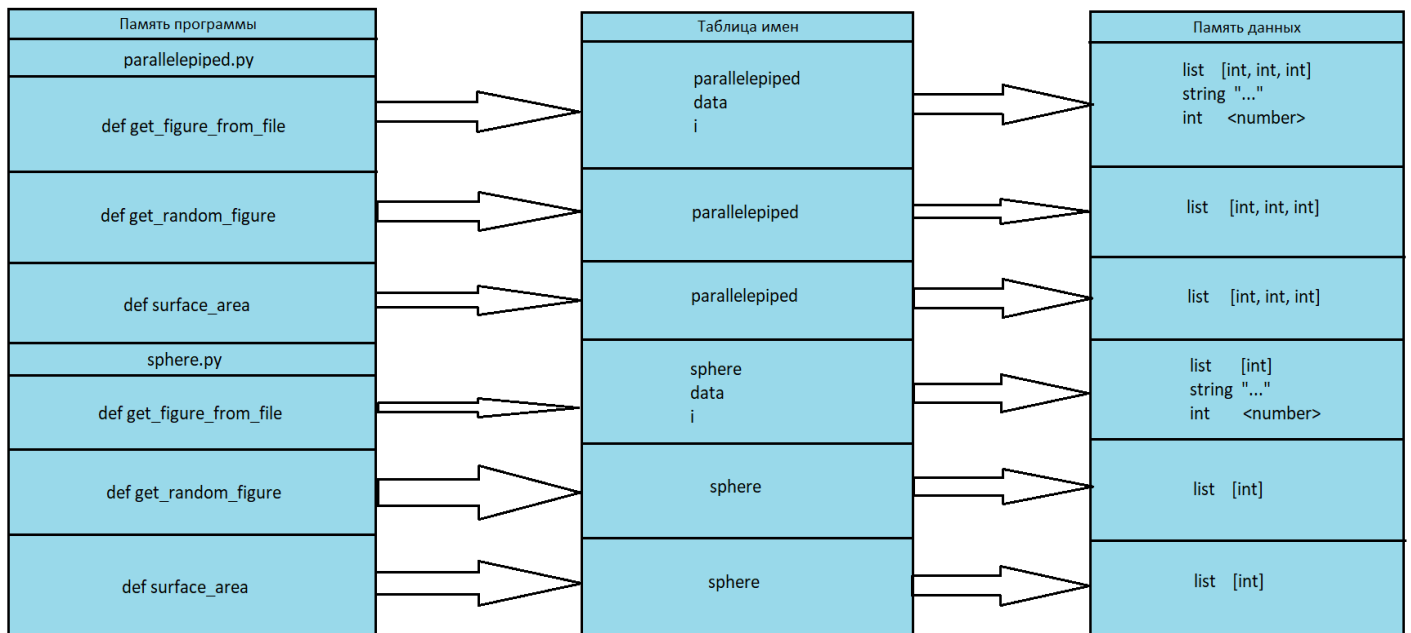 Память программы
parallelepiped.py
def get_figure_from_file
def get_random_figure
def surface_area
sphere.py
def get_figure_from_file
def get_random_figure
def surface_area
Таблица имен
parallelepiped
data
i
parallelepiped
parallelepiped
sphere
data
i
sphere
sphere
Память данных
list [int, int, int]
string "..."
int <number>
list [int, int, int]
list [int, int, int]
list [int]
string "..."
int <number>
list [int]
list [int]